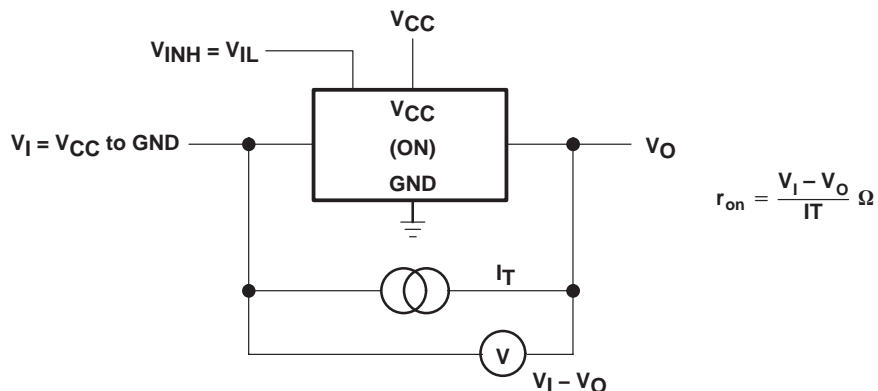 VCC
VINH = VIL
VCC
VI = VCC to GND
(ON)
VO
GND
ron = VI – VO / IT Ω
IT
V
VI – VO